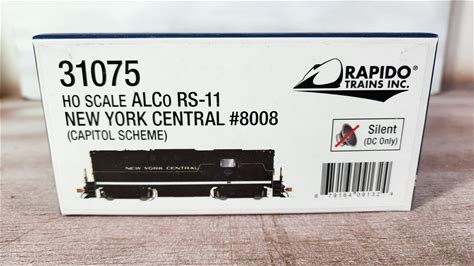 31075
HO SCALE ALCo RS-11
NEW YORK CENTRAL #8008
(CAPITOL SCHEME)
RAPIDO
TRAINS INC.
Silent
(DC Only)
NEW YORK CENTRAL